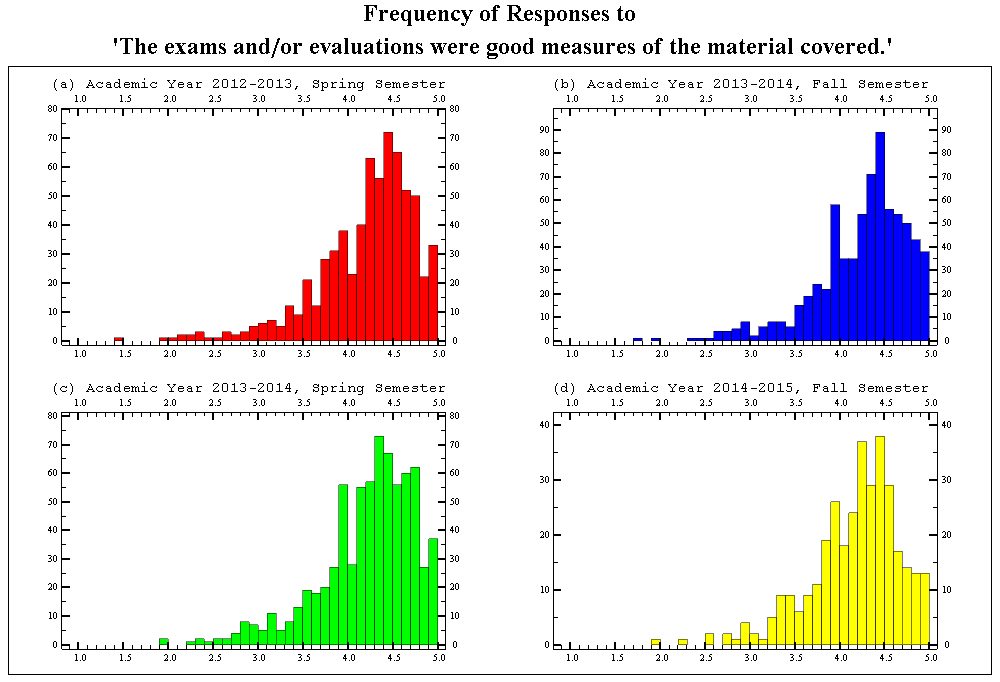 Frequency of Responses to
'The exams and/or evaluations were good measures of the material covered.'
(a) Academic Year 2012-2013, Spring Semester
1.0 1.5 2.0 2.5 3.0 3.5 4.0 4.5 5.0
80 80
70 70
60 60
50 50
40 40
30 30
20 20
10 10
0 0
1.0 1.5 2.0 2.5 3.0 3.5 4.0 4.5 5.0
(b) Academic Year 2013-2014, Fall Semester
1.0 1.5 2.0 2.5 3.0 3.5 4.0 4.5 5.0
90 90
80 80
70 70
60 60
50 50
40 40
30 30
20 20
10 10
0 0
1.0 1.5 2.0 2.5 3.0 3.5 4.0 4.5 5.0
(c) Academic Year 2013-2014, Spring Semester
1.0 1.5 2.0 2.5 3.0 3.5 4.0 4.5 5.0
80 80
70 70
60 60
50 50
40 40
30 30
20 20
10 10
0 0
1.0 1.5 2.0 2.5 3.0 3.5 4.0 4.5 5.0
(d) Academic Year 2014-2015, Fall Semester
1.0 1.5 2.0 2.5 3.0 3.5 4.0 4.5 5.0
40 40
30 30
20 20
10 10
0 0
1.0 1.5 2.0 2.5 3.0 3.5 4.0 4.5 5.0